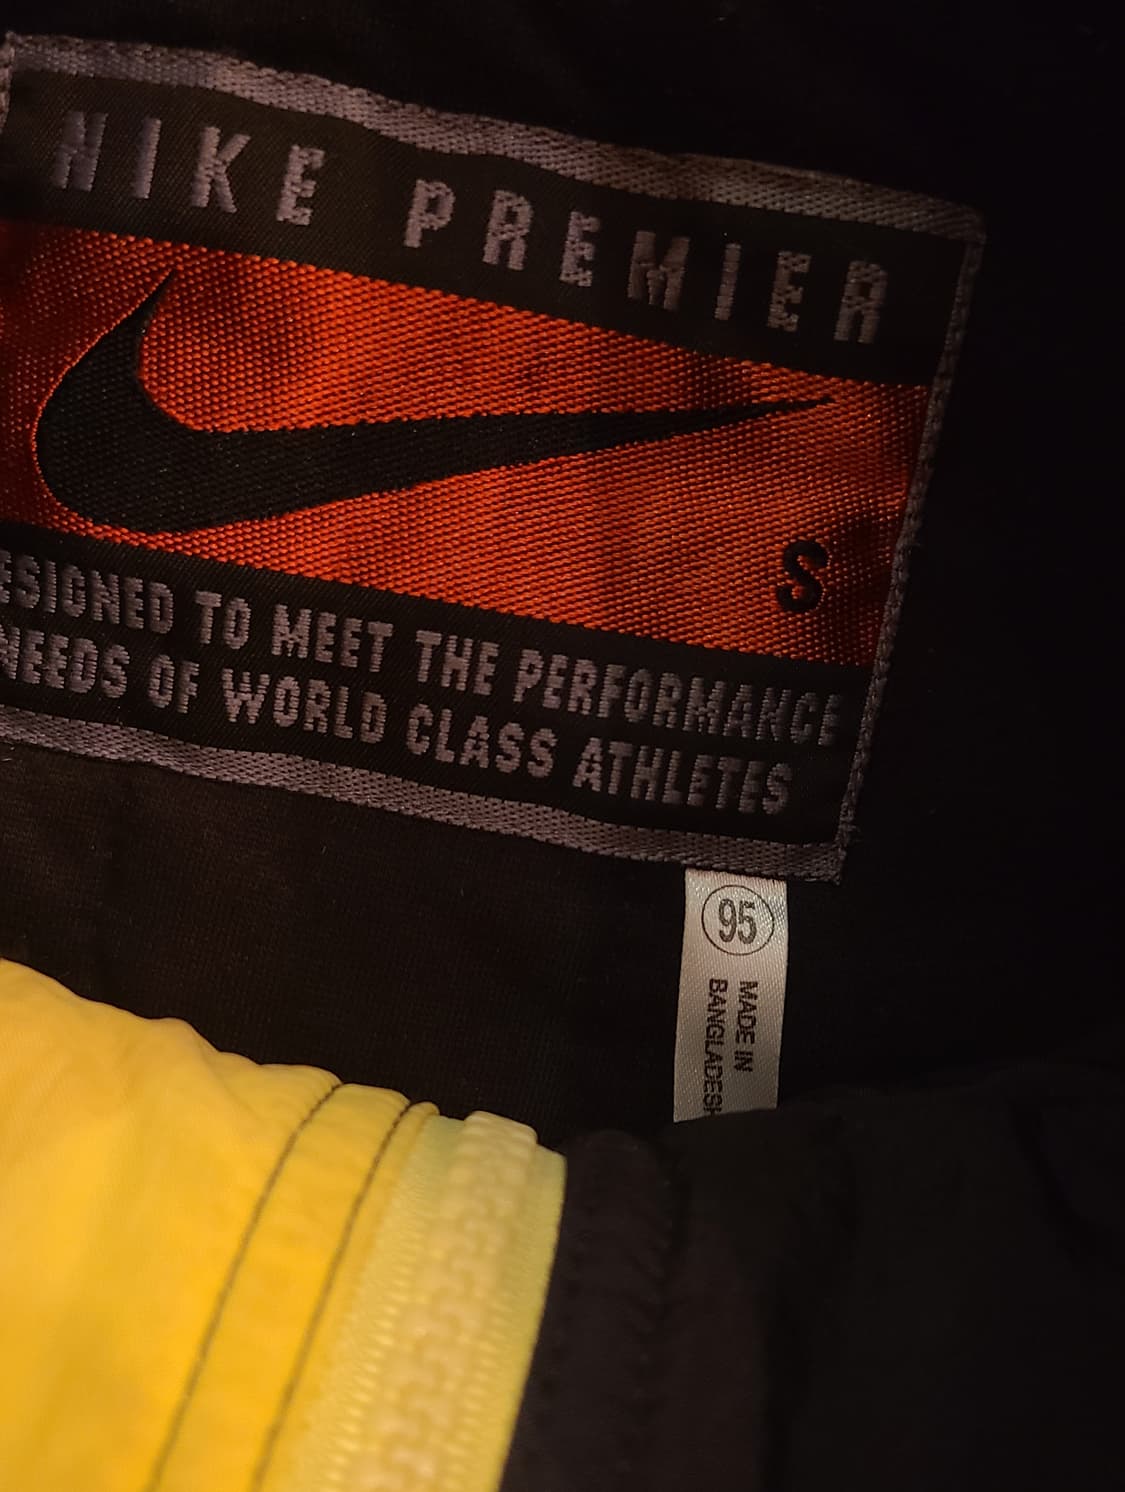 NIKE PREMIER
S
ESIGNED TO MEET THE PERFORMANCE
NEEDS OF WORLD CLASS ATHLETES
95
MADE IN
BANGLADESH